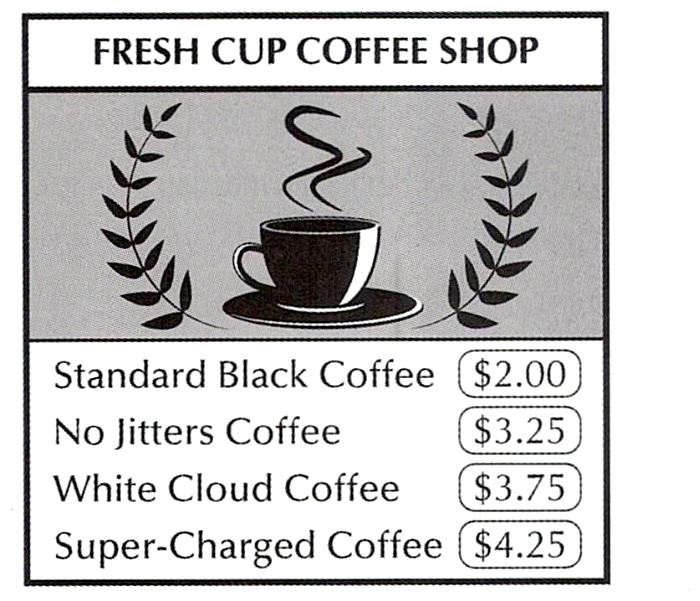 FRESH CUP COFFEE SHOP
Standard Black Coffee $2.00
No Jitters Coffee $3.25
White Cloud Coffee $3.75
Super-Charged Coffee $4.25